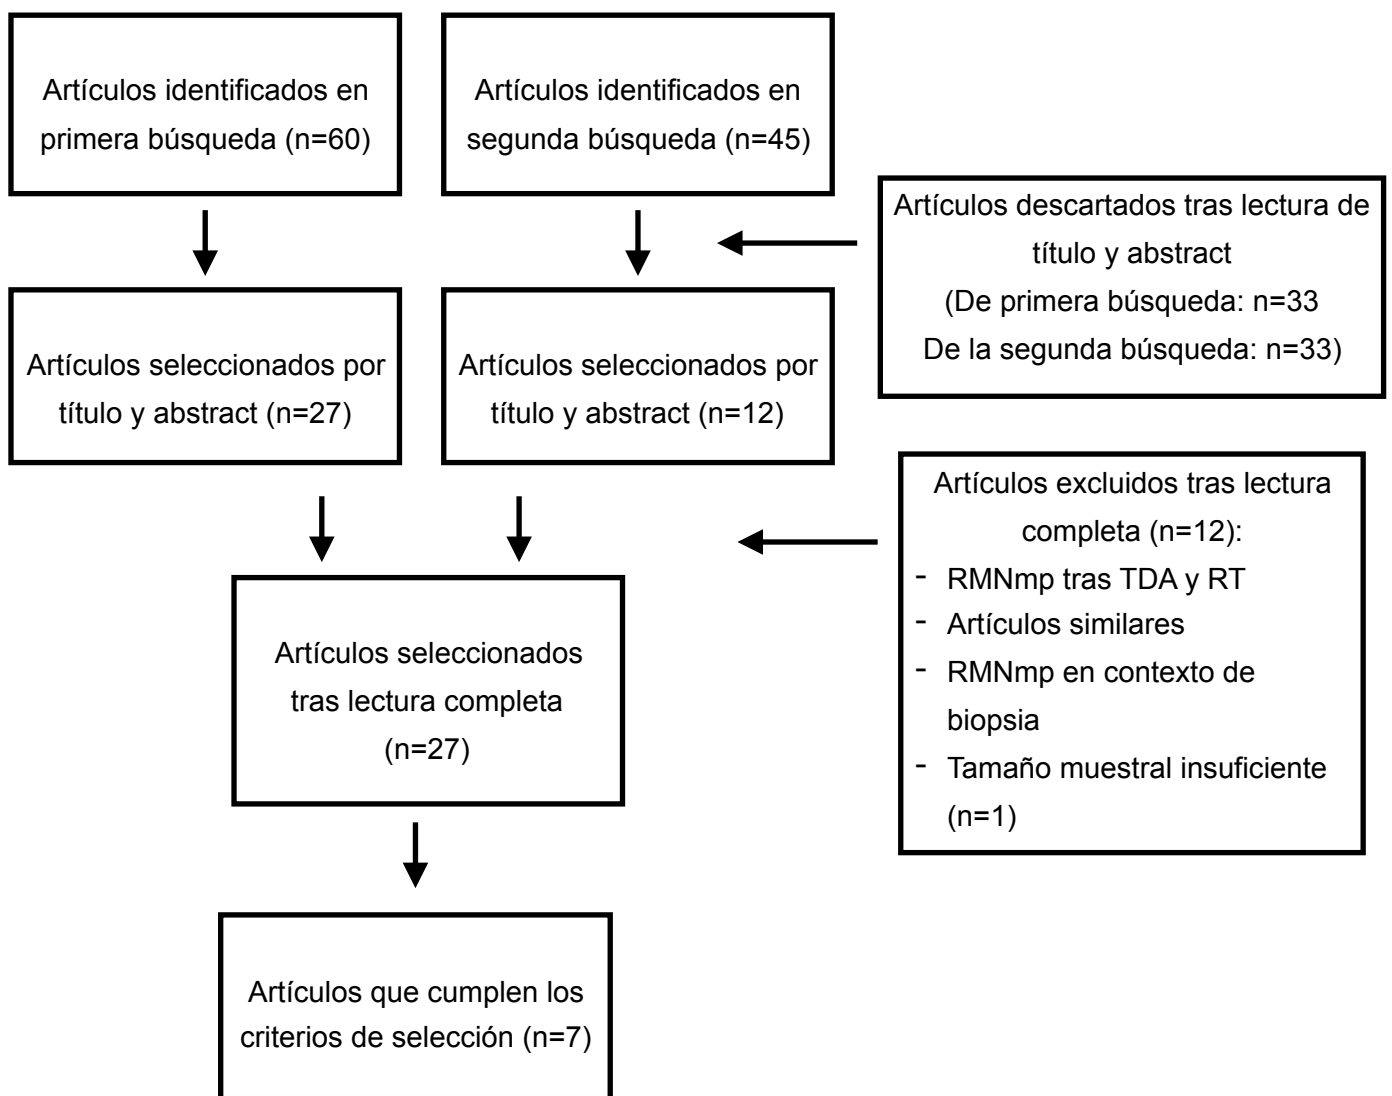 Artículos identificados en
primera búsqueda (n=60)
Artículos identificados en
segunda búsqueda (n=45)
Artículos descartados tras lectura de
título y abstract
(De primera búsqueda: n=33
De la segunda búsqueda: n=33)
Artículos seleccionados por
título y abstract (n=27)
Artículos seleccionados por
título y abstract (n=12)
Artículos excluidos tras lectura
completa (n=12):
- RMNmp tras TDA y RT
- Artículos similares
- RMNmp en contexto de
biopsia
- Tamaño muestral insuficiente
(n=1)
Artículos seleccionados
tras lectura completa
(n=27)
Artículos que cumplen los
criterios de selección (n=7)